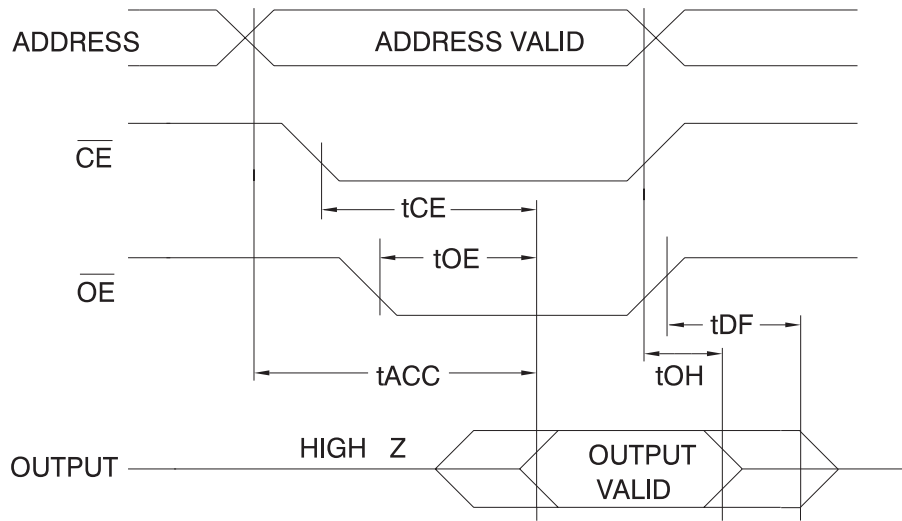 ADDRESS
ADDRESS VALID
CE
tCE
tOE
OE
tDF
tACC
tOH
HIGH Z
OUTPUT
OUTPUT
VALID